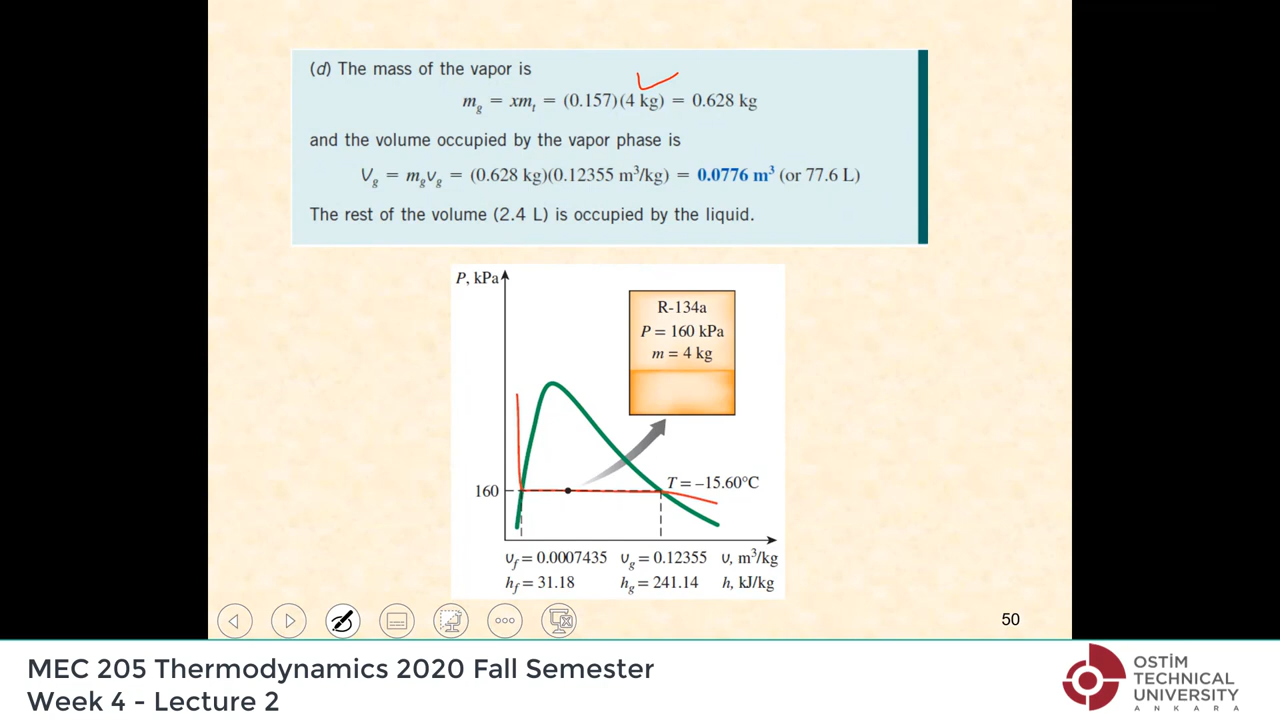 (d) The mass of the vapor is
m_g = xm_t = (0.157)(4 kg) = 0.628 kg
and the volume occupied by the vapor phase is
V_g = m_g v_g = (0.628 kg)(0.12355 m³/kg) = 0.0776 m³ (or 77.6 L)
The rest of the volume (2.4 L) is occupied by the liquid.
P, kPa
R-134a
P = 160 kPa
m = 4 kg
T = −15.60°C
160
v_f = 0.0007435 v_g = 0.12355 v, m³/kg
h_f = 31.18 h_g = 241.14 h, kJ/kg
50
MEC 205 Thermodynamics 2020 Fall Semester
Week 4 - Lecture 2
OSTİM
TECHNICAL
UNIVERSITY
ANKARA